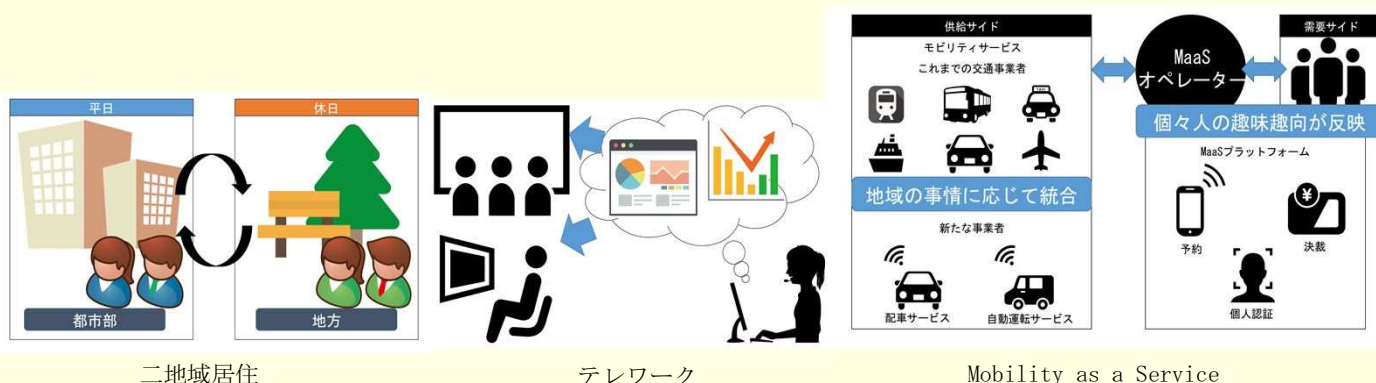 平日
休日
都市部
地方
二地域居住
テレワーク
供給サイド
モビリティサービス
これまでの交通事業者
TAXI
地域の事情に応じて統合
新たな事業者
配車サービス
自動運転サービス
MaaS
オペレーター
需要サイド
個々人の趣味趣向が反映
MaaSプラットフォーム
予約
¥
決裁
個人認証
Mobility as a Service